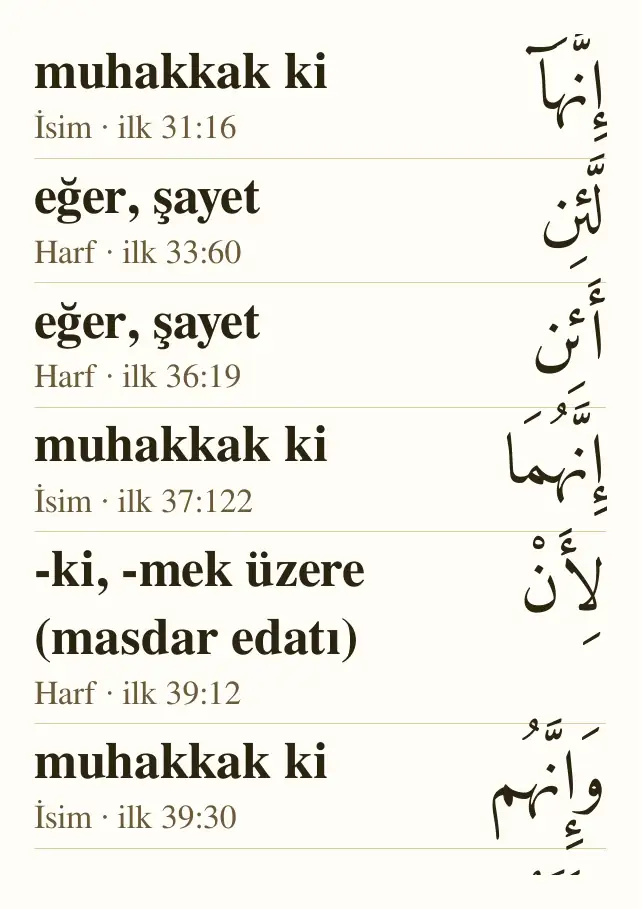 muhakkak ki إِنَّهَآ
İsim · ilk 31:16
eğer, şayet لَّئِن
Harf · ilk 33:60
eğer, şayet أَئِن
Harf · ilk 36:19
muhakkak ki إِنَّهُمَا
İsim · ilk 37:122
-ki, -mek üzere لِأَنْ
(masdar edatı)
Harf · ilk 39:12
muhakkak ki وَإِنَّهُم
İsim · ilk 39:30